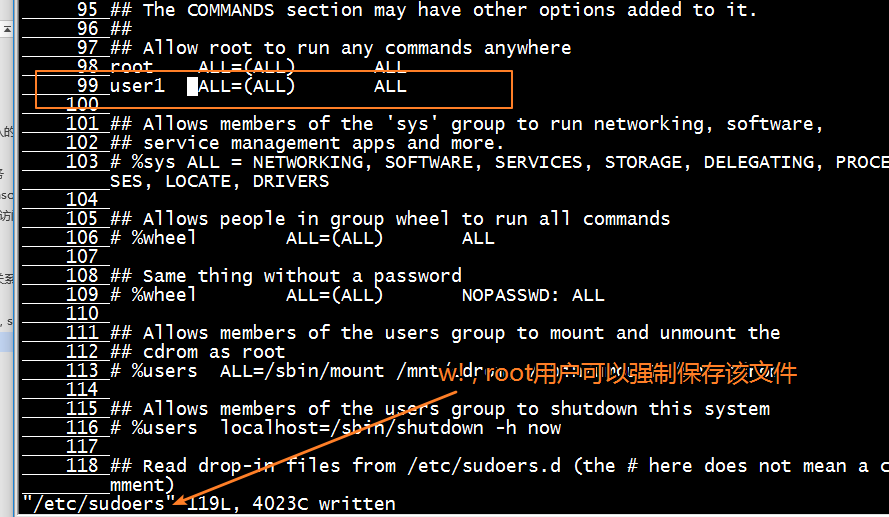 95 ## The COMMANDS section may have other options added to it.
96 ##
97 ## Allow root to run any commands anywhere
98 root ALL=(ALL) ALL
99 user1 ALL=(ALL) ALL
100
101 ## Allows members of the 'sys' group to run networking, software,
102 ## service management apps and more.
103 # %sys ALL = NETWORKING, SOFTWARE, SERVICES, STORAGE, DELEGATING, PROCE
SES, LOCATE, DRIVERS
104
105 ## Allows people in group wheel to run all commands
106 # %wheel ALL=(ALL) ALL
107
108 ## Same thing without a password
109 # %wheel ALL=(ALL) NOPASSWD: ALL
110
111 ## Allows members of the users group to mount and unmount the
112 ## cdrom as root
113 # %users ALL=/sbin/mount /mnt/
w!, root用户可以强制保存该文件
114
115 ## Allows members of the users group to shutdown this system
116 # %users localhost=/sbin/shutdown -h now
117
118 ## Read drop-in files from /etc/sudoers.d (the # here does not mean a c
mment)
"/etc/sudoers" 119L, 4023C written